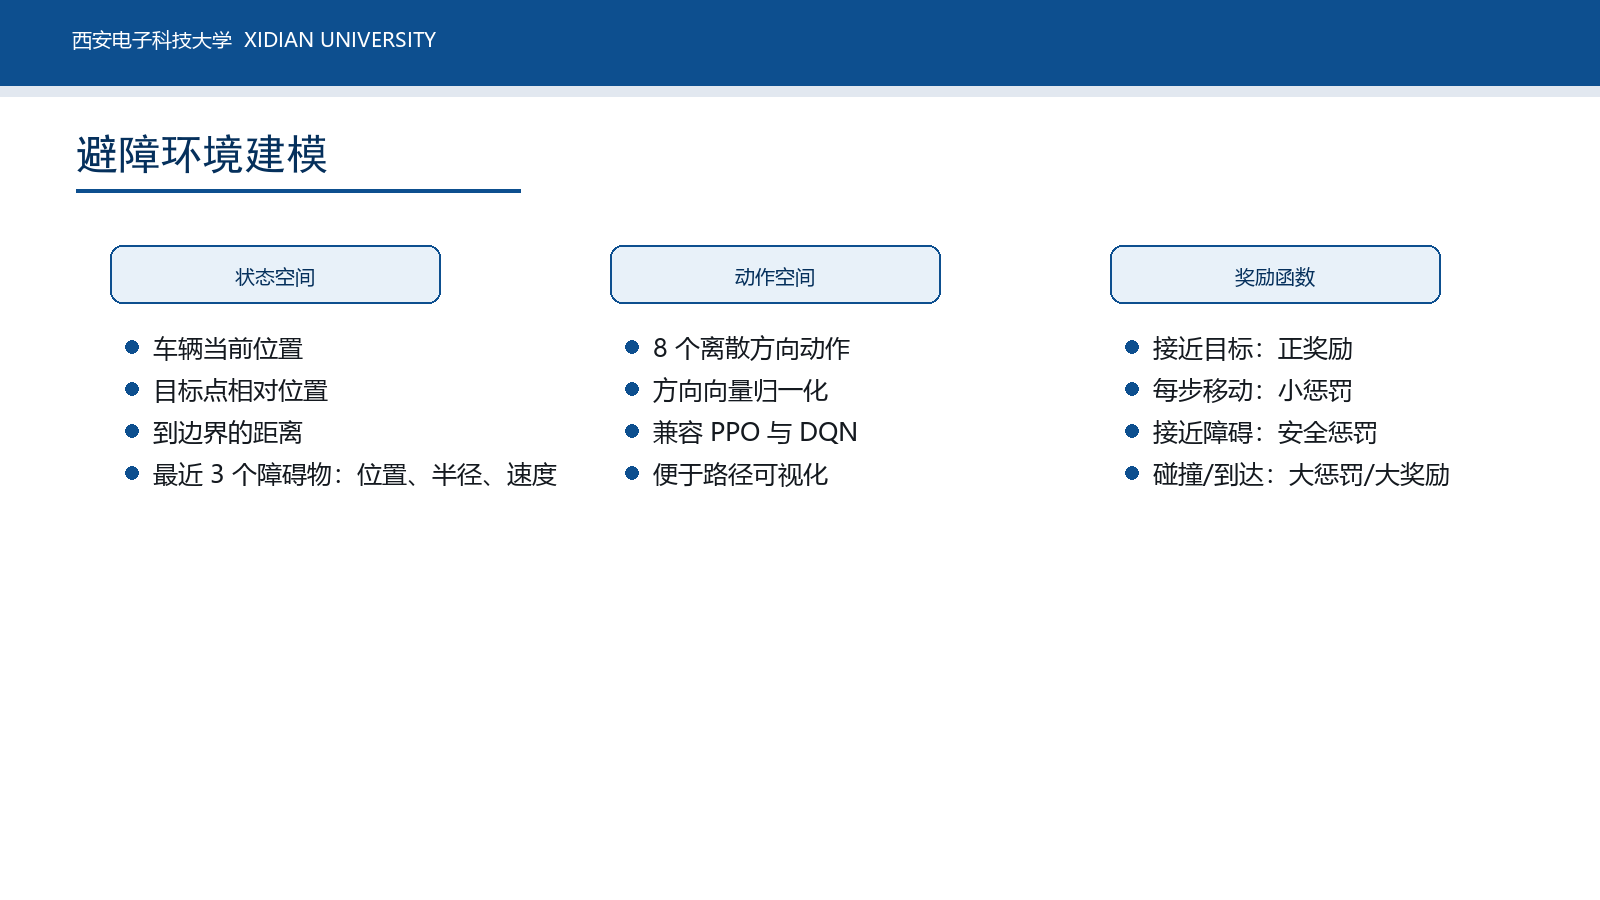 西安电子科技大学 XIDIAN UNIVERSITY
避障环境建模
状态空间
车辆当前位置
目标点相对位置
到边界的距离
最近 3 个障碍物：位置、半径、速度
动作空间
8 个离散方向动作
方向向量归一化
兼容 PPO 与 DQN
便于路径可视化
奖励函数
接近目标：正奖励
每步移动：小惩罚
接近障碍：安全惩罚
碰撞/到达：大惩罚/大奖励